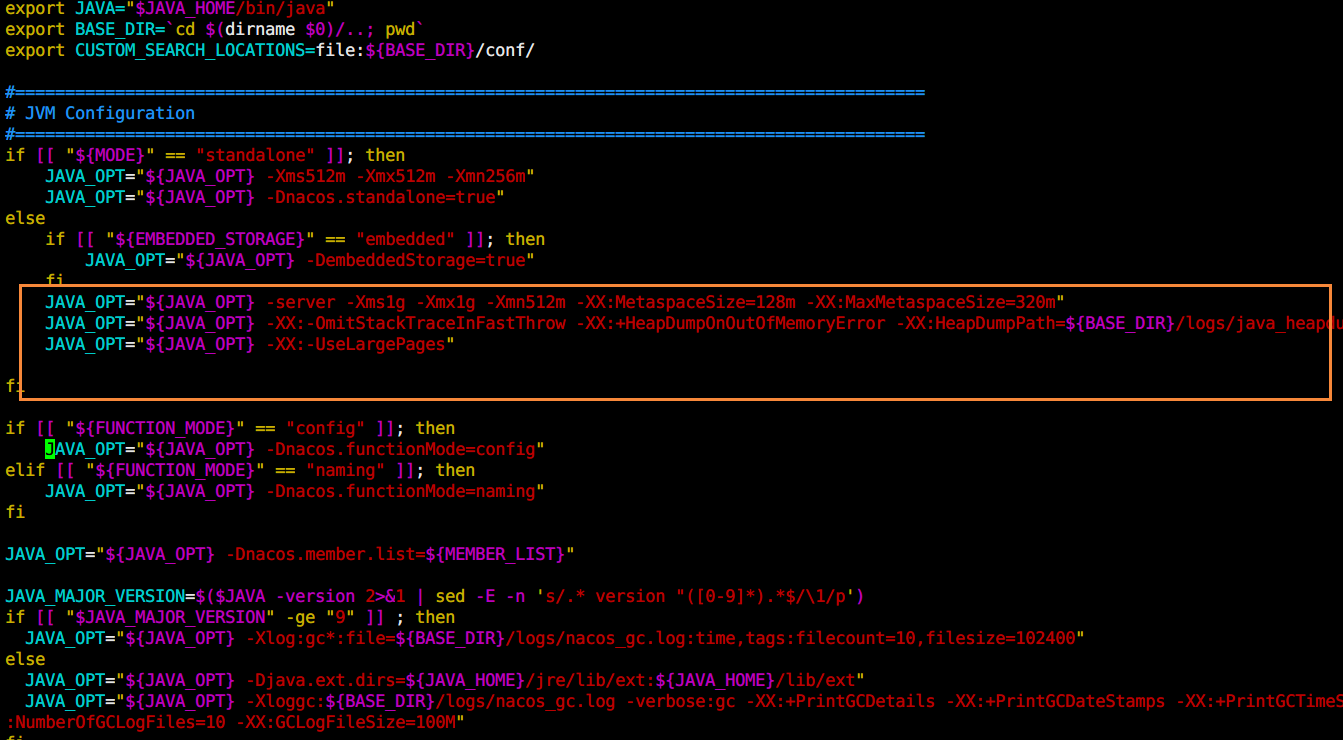 export JAVA="$JAVA_HOME/bin/java"
export BASE_DIR=`cd $(dirname $0)/..; pwd`
export CUSTOM_SEARCH_LOCATIONS=file:${BASE_DIR}/conf/
#===========================================================================================
# JVM Configuration
#===========================================================================================
if [[ "${MODE}" == "standalone" ]]; then
    JAVA_OPT="${JAVA_OPT} -Xms512m -Xmx512m -Xmn256m"
    JAVA_OPT="${JAVA_OPT} -Dnacos.standalone=true"
else
    if [[ "${EMBEDDED_STORAGE}" == "embedded" ]]; then
        JAVA_OPT="${JAVA_OPT} -DembeddedStorage=true"
    fi
    JAVA_OPT="${JAVA_OPT} -server -Xms1g -Xmx1g -Xmn512m -XX:MetaspaceSize=128m -XX:MaxMetaspaceSize=320m"
    JAVA_OPT="${JAVA_OPT} -XX:-OmitStackTraceInFastThrow -XX:+HeapDumpOnOutOfMemoryError -XX:HeapDumpPath=${BASE_DIR}/logs/java_heapdu
    JAVA_OPT="${JAVA_OPT} -XX:-UseLargePages"
fi
if [[ "${FUNCTION_MODE}" == "config" ]]; then
    JAVA_OPT="${JAVA_OPT} -Dnacos.functionMode=config"
elif [[ "${FUNCTION_MODE}" == "naming" ]]; then
    JAVA_OPT="${JAVA_OPT} -Dnacos.functionMode=naming"
fi
JAVA_OPT="${JAVA_OPT} -Dnacos.member.list=${MEMBER_LIST}"
JAVA_MAJOR_VERSION=$($JAVA -version 2>&1 | sed -E -n 's/.* version "([0-9]*).*$/\1/p')
if [[ "$JAVA_MAJOR_VERSION" -ge "9" ]] ; then
  JAVA_OPT="${JAVA_OPT} -Xlog:gc*:file=${BASE_DIR}/logs/nacos_gc.log:time,tags:filecount=10,filesize=102400"
else
  JAVA_OPT="${JAVA_OPT} -Djava.ext.dirs=${JAVA_HOME}/jre/lib/ext:${JAVA_HOME}/lib/ext"
  JAVA_OPT="${JAVA_OPT} -Xloggc:${BASE_DIR}/logs/nacos_gc.log -verbose:gc -XX:+PrintGCDetails -XX:+PrintGCDateStamps -XX:+PrintGCTimeS
:NumberOfGCLogFiles=10 -XX:GCLogFileSize=100M"
fi